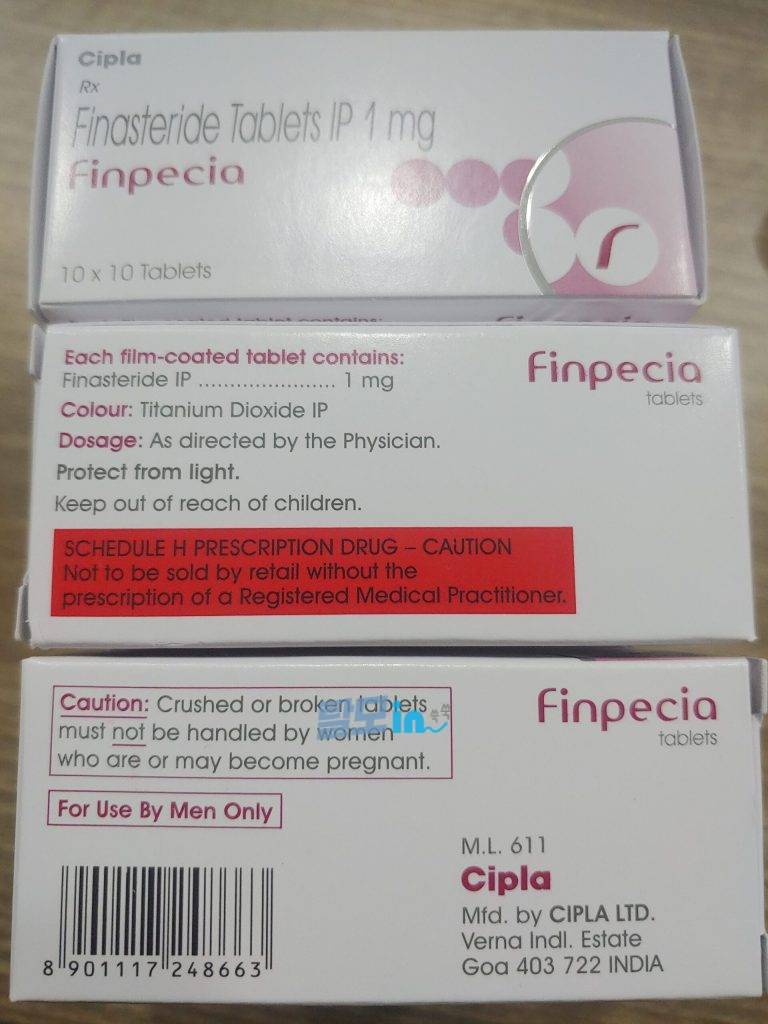 Cipla
Rx
Finasteride Tablets IP 1 mg
Finpecia
10 x 10 Tablets
Each film-coated tablet contains:
Finasteride IP ...................... 1 mg
Colour: Titanium Dioxide IP
Dosage: As directed by the Physician.
Protect from light.
Keep out of reach of children.
Finpecia
tablets
SCHEDULE H PRESCRIPTION DRUG – CAUTION
Not to be sold by retail without the
prescription of a Registered Medical Practitioner.
Caution: Crushed or broken tablets
must not be handled by women
who are or may become pregnant.
탈모in
For Use By Men Only
8 901117 248663
Finpecia
tablets
M.L. 611
Cipla
Mfd. by CIPLA LTD.
Verna Indl. Estate
Goa 403 722 INDIA